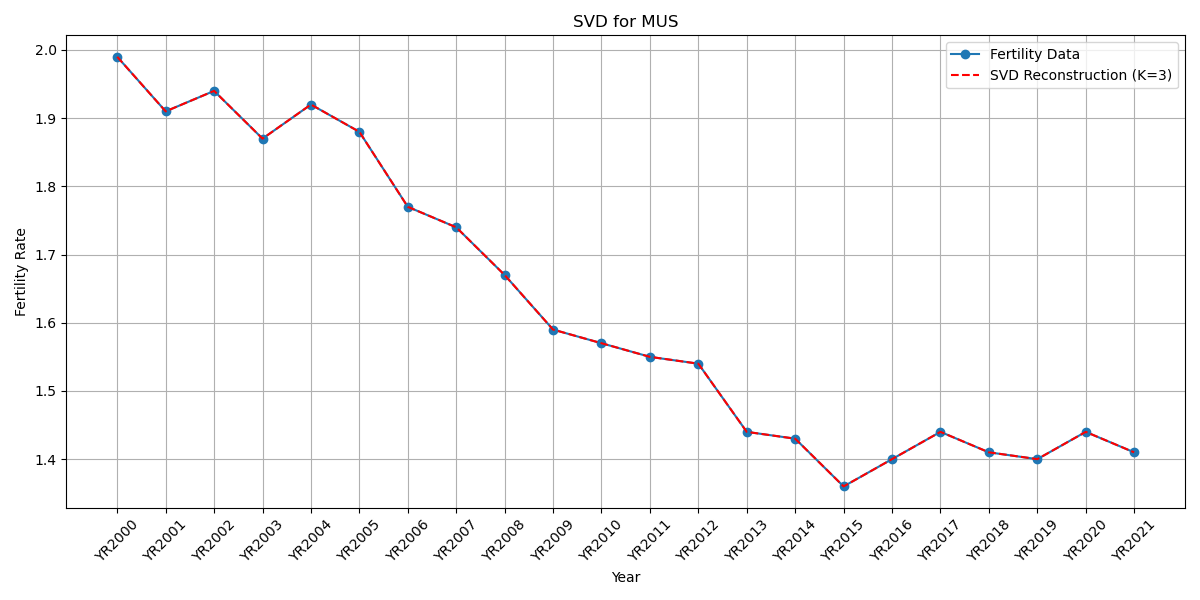 SVD for MUS
Fertility Data
SVD Reconstruction (K=3)
Fertility Rate
2.0
1.9
1.8
1.7
1.6
1.5
1.4
YR2000
YR2001
YR2002
YR2003
YR2004
YR2005
YR2006
YR2007
YR2008
YR2009
YR2010
YR2011
YR2012
YR2013
YR2014
YR2015
YR2016
YR2017
YR2018
YR2019
YR2020
YR2021
Year